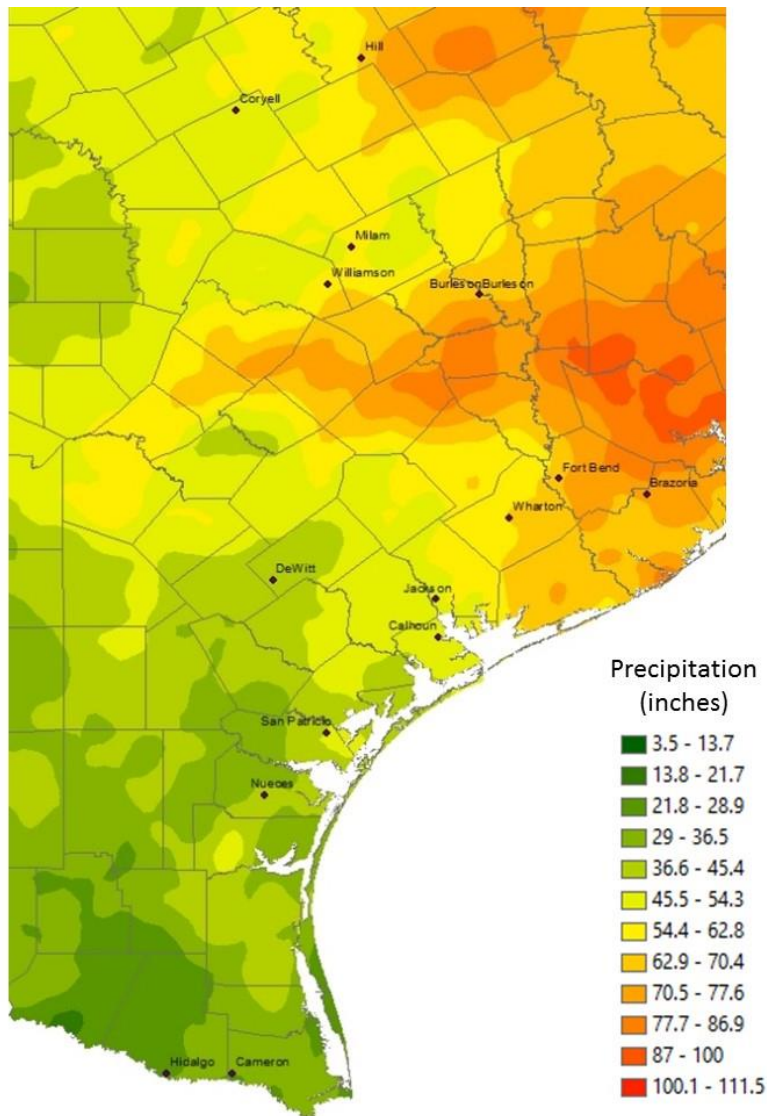 Hill
Coryell
Milam
Williamson
BurlesonBurleson
Fort Bend
Brazoria
Wharton
DeWitt
Jackson
Calhoun
San Patricio
Nueces
Hidalgo
Cameron
Precipitation
(inches)
3.5 - 13.7
13.8 - 21.7
21.8 - 28.9
29 - 36.5
36.6 - 45.4
45.5 - 54.3
54.4 - 62.8
62.9 - 70.4
70.5 - 77.6
77.7 - 86.9
87 - 100
100.1 - 111.5